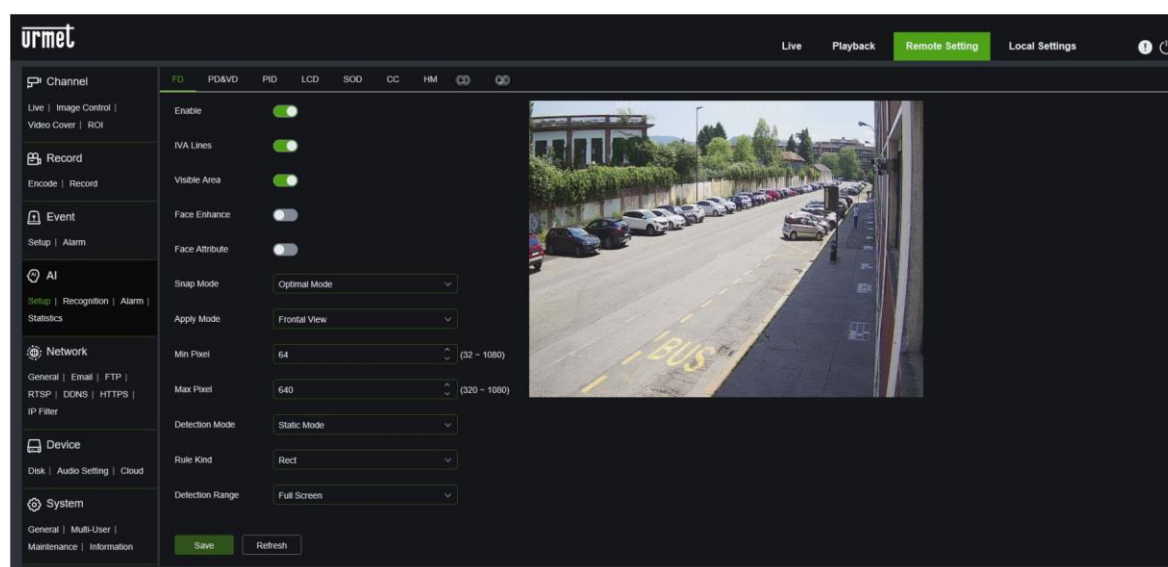 urmet
Live Playback Remote Setting Local Settings
Channel
Live | Image Control |
Video Cover | ROI
Record
Encode | Record
Event
Setup | Alarm
AI
Setup | Recognition | Alarm |
Statistics
Network
General | Email | FTP |
RTSP | DDNS | HTTPS |
IP Filter
Device
Disk | Audio Setting | Cloud
System
General | Multi-User |
Maintenance | Information
FD PD&VD PID LCD SOD CC HM CD QD
Enable
IVA Lines
Visible Area
Face Enhance
Face Attribute
Snap Mode Optimal Mode
Apply Mode Frontal View
Min Pixel 64 (32 ~ 1080)
Max Pixel 640 (320 ~ 1080)
Detection Mode Static Mode
Rule Kind Rect
Detection Range Full Screen
Save Refresh
BUS